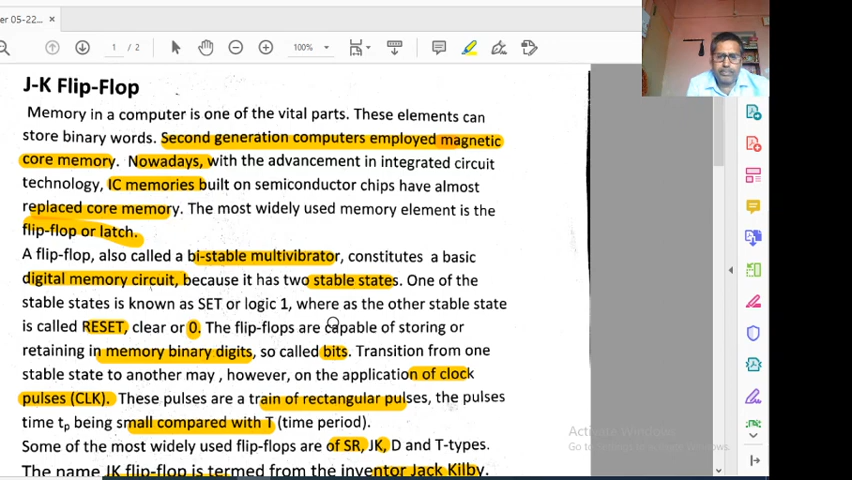 er 05-22...
1 / 2
100%
J-K Flip-Flop
Memory in a computer is one of the vital parts. These elements can
store binary words. Second generation computers employed magnetic
core memory. Nowadays, with the advancement in integrated circuit
technology, IC memories built on semiconductor chips have almost
replaced core memory. The most widely used memory element is the
flip-flop or latch.
A flip-flop, also called a bi-stable multivibrator, constitutes a basic
digital memory circuit, because it has two stable states. One of the
stable states is known as SET or logic 1, where as the other stable state
is called RESET, clear or 0. The flip-flops are capable of storing or
retaining in memory binary digits, so called bits. Transition from one
stable state to another may , however, on the application of clock
pulses (CLK). These pulses are a train of rectangular pulses, the pulses
time tp being small compared with T (time period).
Some of the most widely used flip-flops are of SR, JK, D and T-types.
The name JK flip-flop is termed from the inventor Jack Kilby.
Activate Windows
Go to Settings to activate Windows.